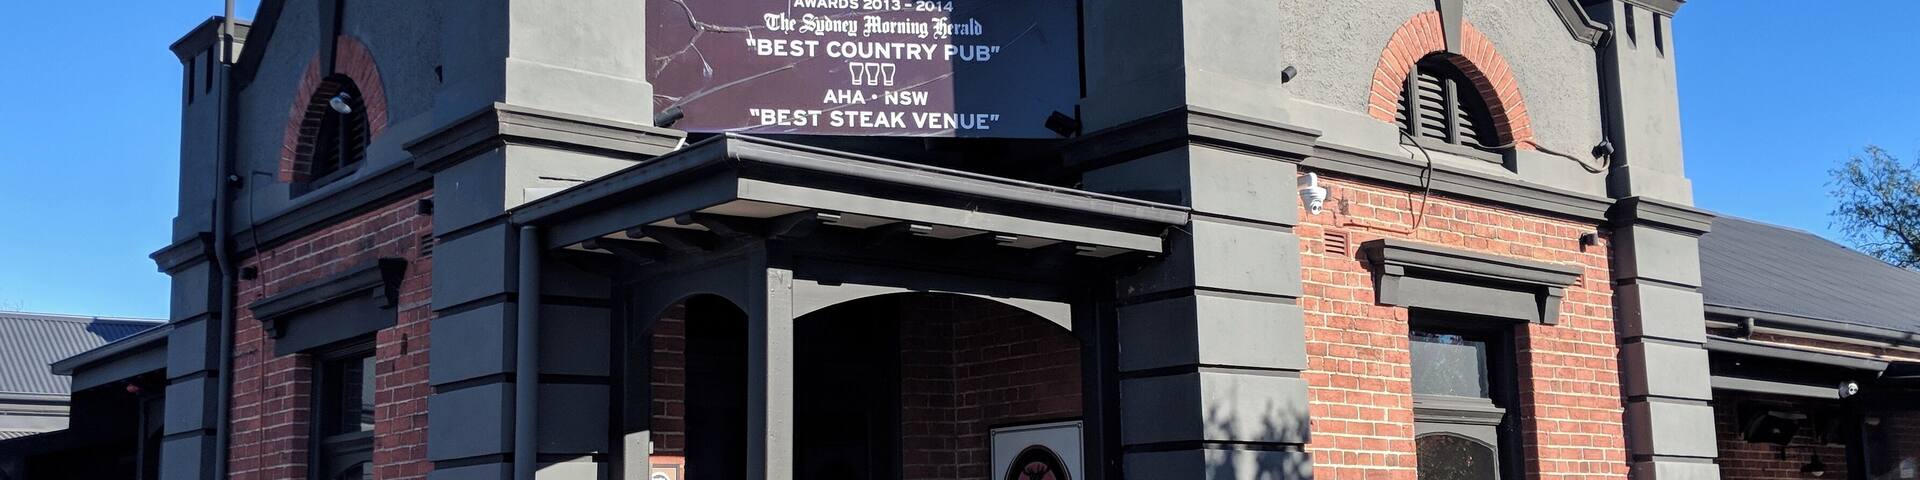 AWARDS 2013 – 2014
The Sydney Morning Herald
"BEST COUNTRY PUB"
AHA • NSW
"BEST STEAK VENUE"